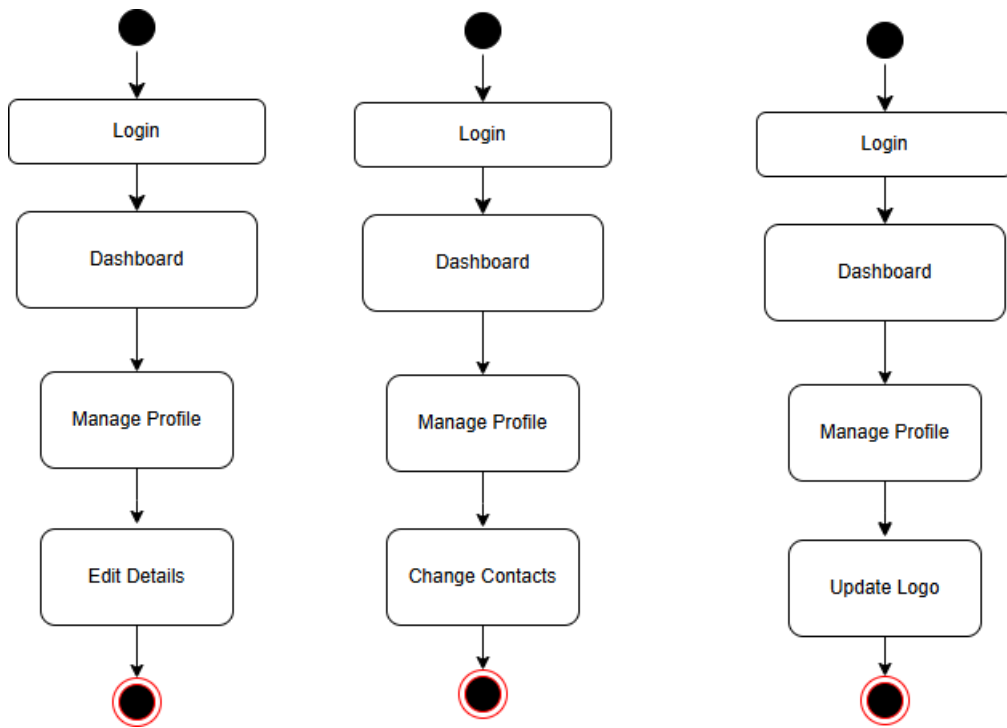 Login
Dashboard
Manage Profile
Edit Details
Login
Dashboard
Manage Profile
Change Contacts
Login
Dashboard
Manage Profile
Update Logo